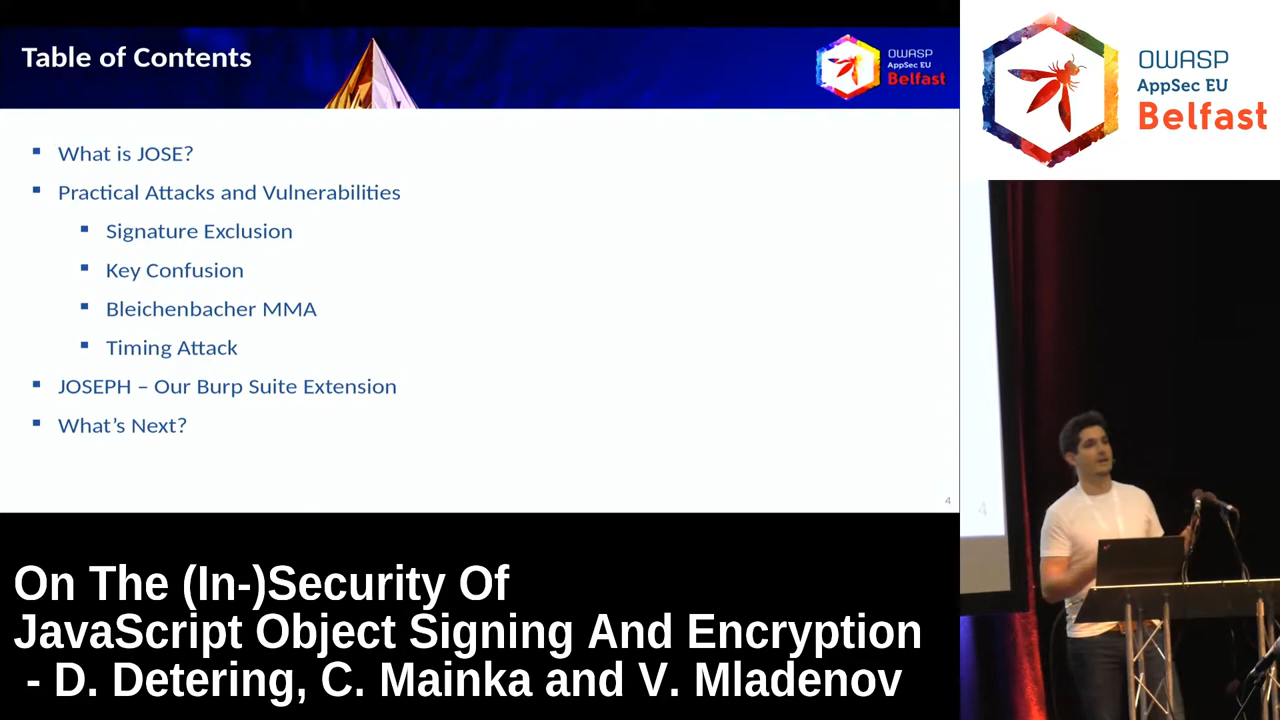 Table of Contents
OWASP
AppSec EU
Belfast
OWASP
AppSec EU
Belfast
What is JOSE?
Practical Attacks and Vulnerabilities
Signature Exclusion
Key Confusion
Bleichenbacher MMA
Timing Attack
JOSEPH – Our Burp Suite Extension
What's Next?
4
4
On The (In-)Security Of
JavaScript Object Signing And Encryption
- D. Detering, C. Mainka and V. Mladenov